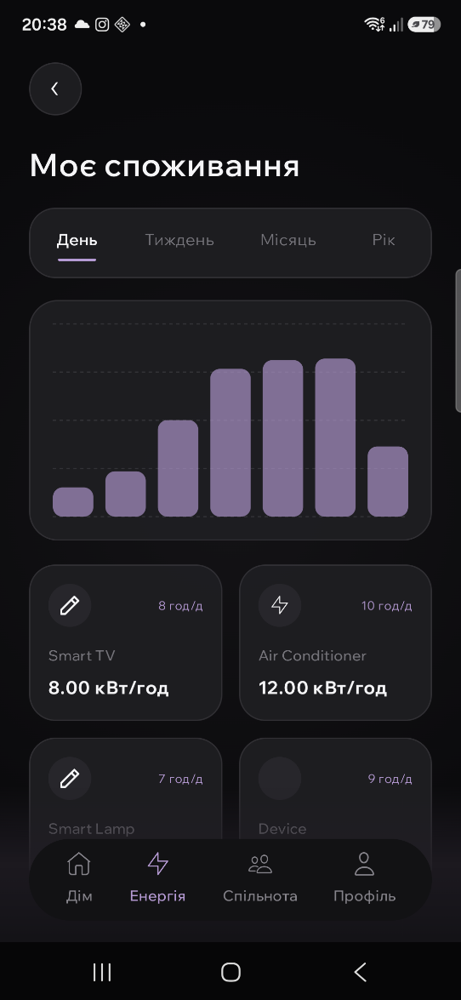 20:38
6
79
Моє споживання
День Тиждень Місяць Рік
8 год/д
10 год/д
Smart TV
Air Conditioner
8.00 кВт/год
12.00 кВт/год
7 год/д
9 год/д
Smart Lamp
Device
Дім Енергія Спільнота Профіль